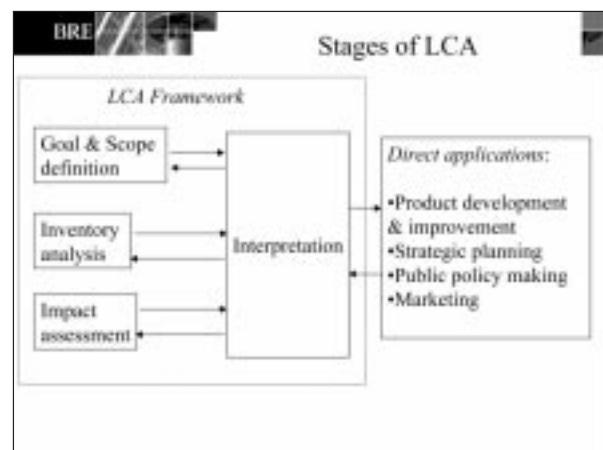 BRE
Stages of LCA
LCA Framework
Goal & Scope
definition
Inventory
analysis
Impact
assessment
Interpretation
Direct applications:
•Product development
& improvement
•Strategic planning
•Public policy making
•Marketing